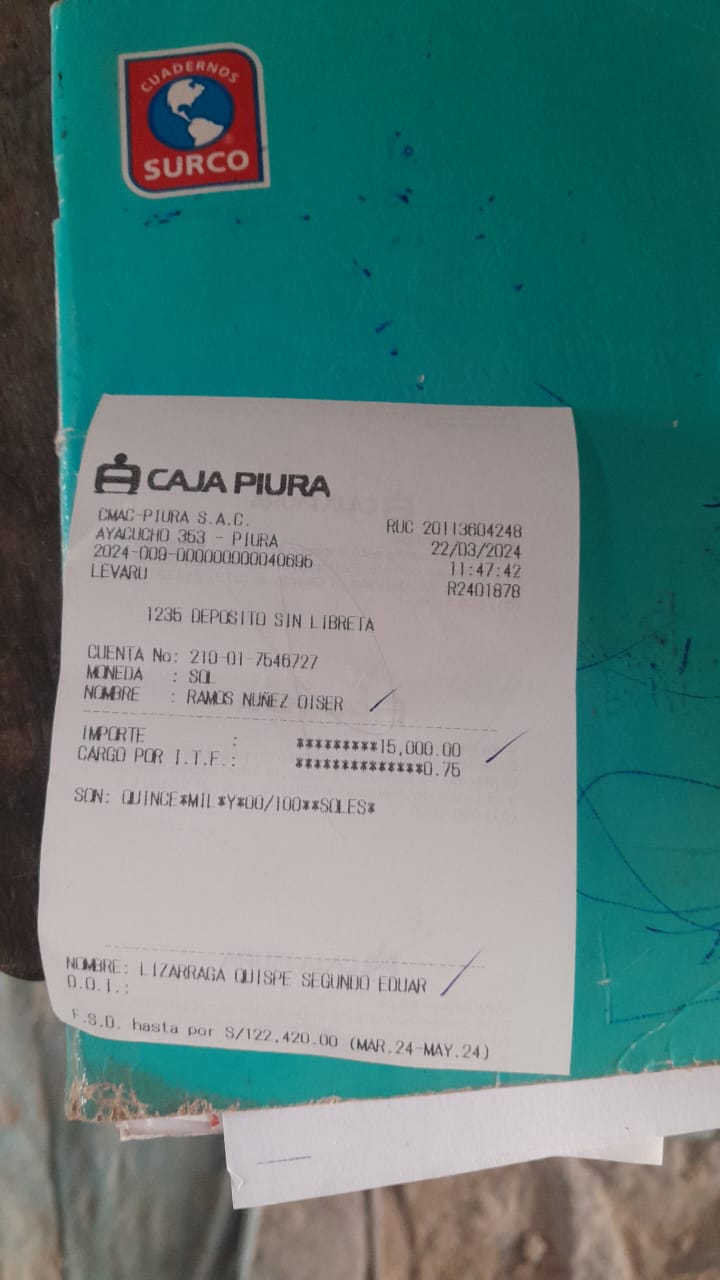 CUADERNOS
SURCO
CAJA PIURA
CMAC-PIURA S.A.C.
AYACUCHO 353 - PIURA
2024-009-000000000040695
LEVARU
RUC 20113604248
22/03/2024
11:47:42
R2401878
1235 DEPOSITO SIN LIBRETA
CUENTA No: 210-01-7546727
MONEDA : SOL
NOMBRE : RAMOS NUÑEZ OISER
IMPORTE : *********15,000.00
CARGO POR I.T.F.: **************0.75
SON: QUINCE*MIL*Y*00/100**SOLES*
NOMBRE: LIZARRAGA QUISPE SEGUNDO EDUAR
D.O.I.:
F.S.D. hasta por S/122,420.00 (MAR.24-MAY.24)